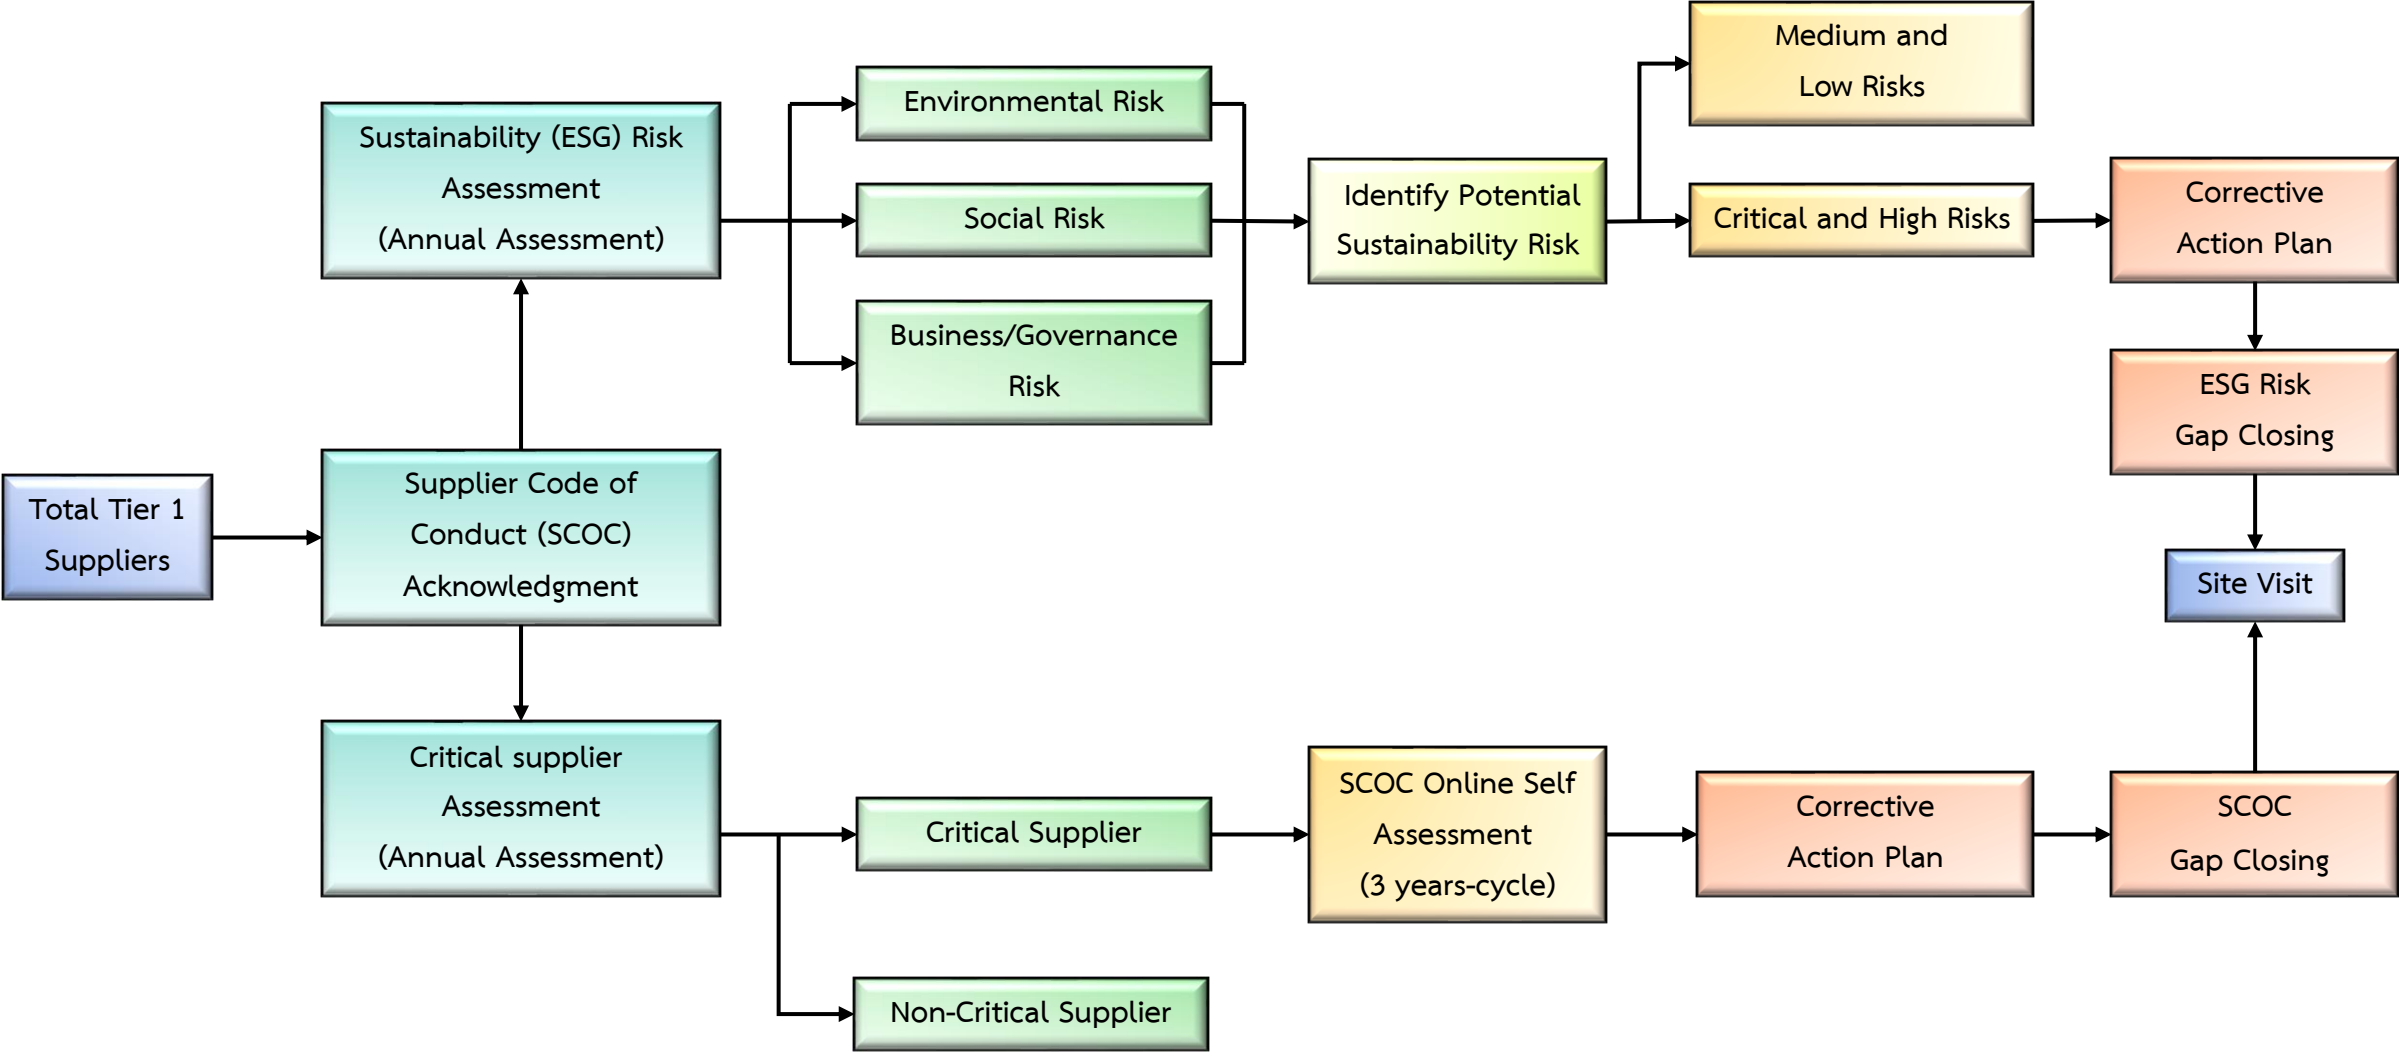 Total Tier 1
Suppliers
Supplier Code of
Conduct (SCOC)
Acknowledgment
Sustainability (ESG) Risk
Assessment
(Annual Assessment)
Environmental Risk
Social Risk
Business/Governance
Risk
Identify Potential
Sustainability Risk
Medium and
Low Risks
Critical and High Risks
Corrective
Action Plan
ESG Risk
Gap Closing
Site Visit
Critical supplier
Assessment
(Annual Assessment)
Critical Supplier
Non-Critical Supplier
SCOC Online Self
Assessment
(3 years-cycle)
Corrective
Action Plan
SCOC
Gap Closing